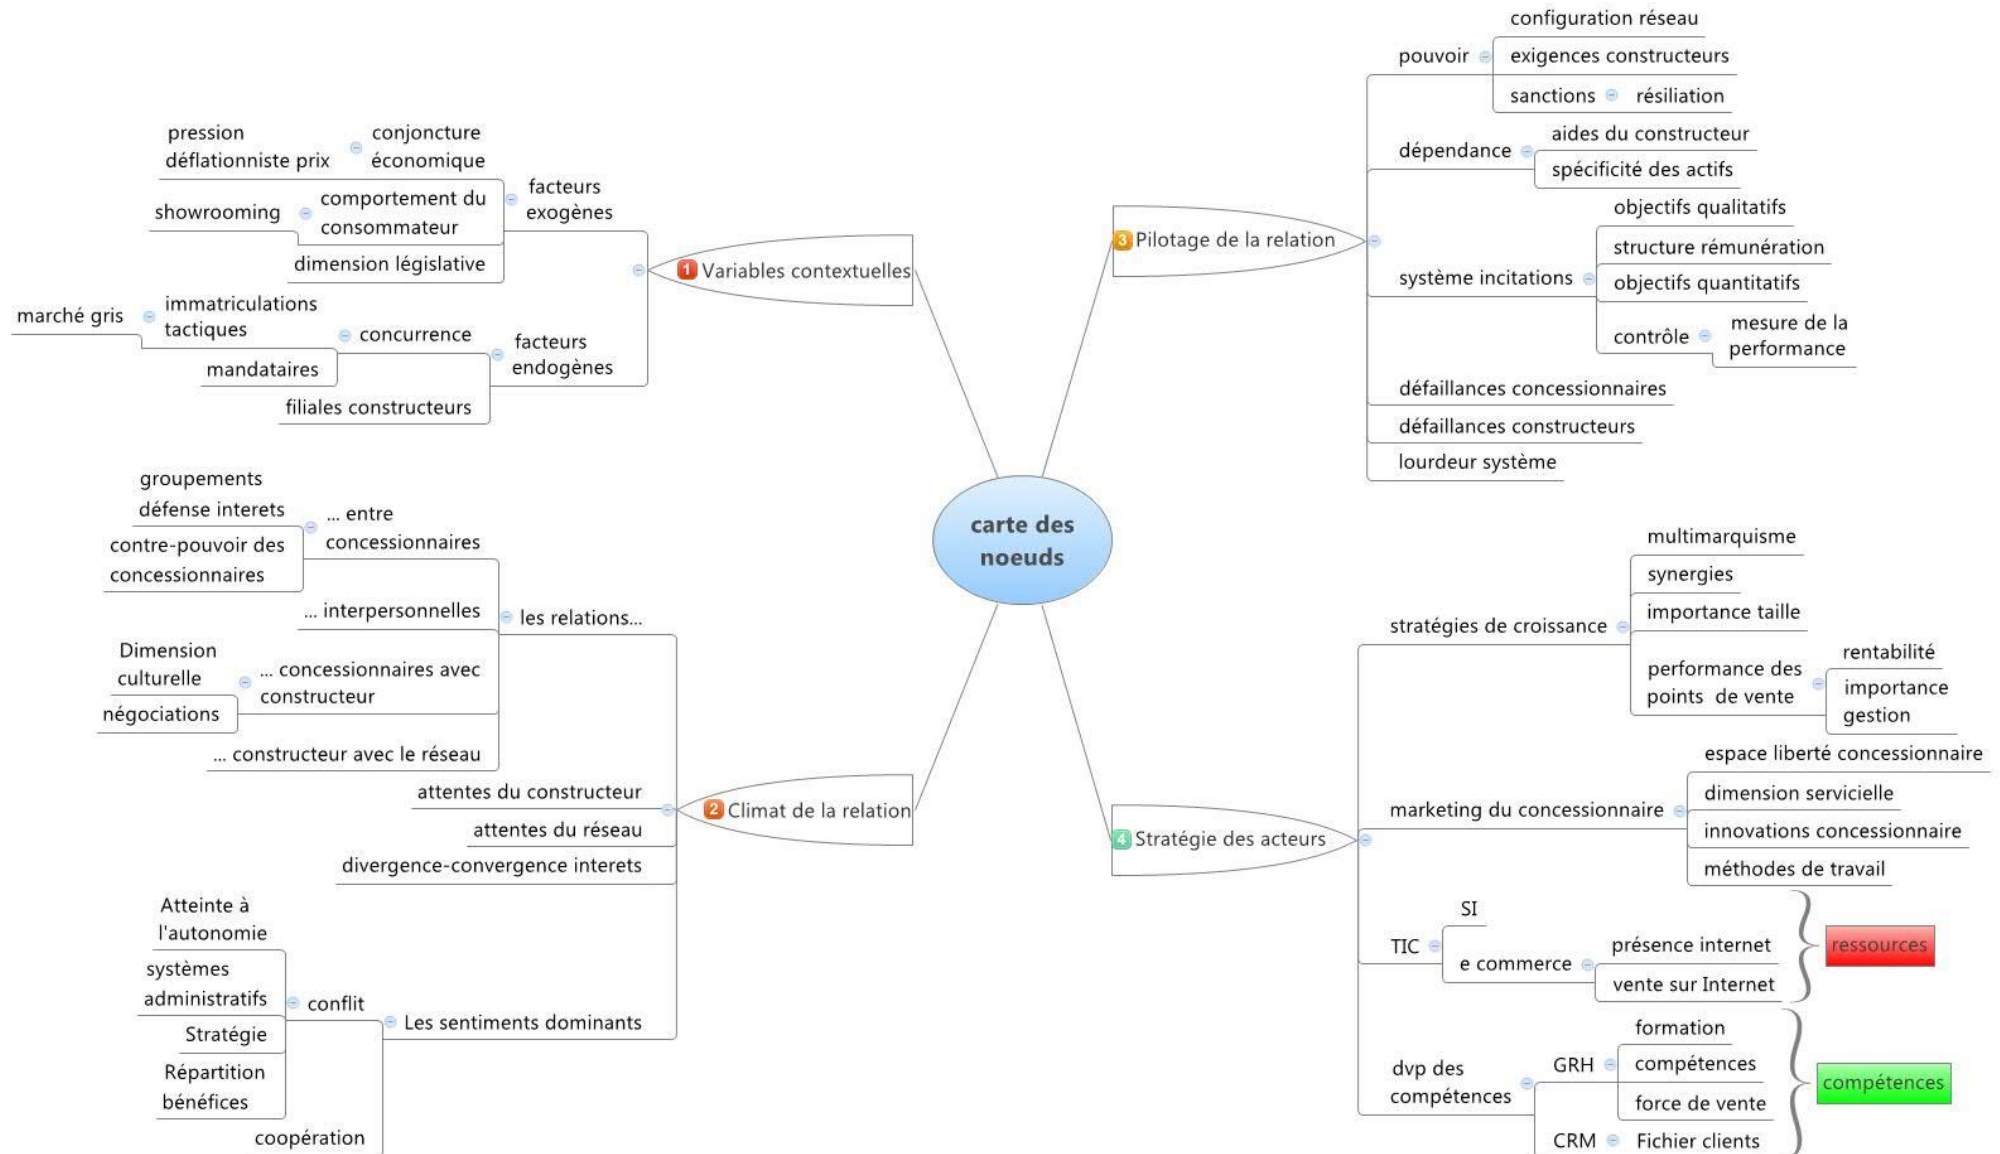 carte des
noeuds
1 Variables contextuelles
facteurs
exogènes
conjoncture
économique
pression
déflationniste prix
comportement du
consommateur
showrooming
dimension législative
facteurs
endogènes
concurrence
immatriculations
tactiques
marché gris
mandataires
filiales constructeurs
2 Climat de la relation
les relations...
... entre
concessionnaires
groupements
défense interets
contre-pouvoir des
concessionnaires
... interpersonnelles
... concessionnaires avec
constructeur
Dimension
culturelle
négociations
... constructeur avec le réseau
attentes du constructeur
attentes du réseau
divergence-convergence interets
Les sentiments dominants
conflit
Atteinte à
l'autonomie
systèmes
administratifs
Stratégie
Répartition
bénéfices
coopération
3 Pilotage de la relation
pouvoir
configuration réseau
exigences constructeurs
sanctions
résiliation
dépendance
aides du constructeur
spécificité des actifs
système incitations
objectifs qualitatifs
structure rémunération
objectifs quantitatifs
contrôle
mesure de la
performance
défaillances concessionnaires
défaillances constructeurs
lourdeur système
4 Stratégie des acteurs
stratégies de croissance
multimarquisme
synergies
importance taille
performance des
points de vente
rentabilité
importance
gestion
marketing du concessionnaire
espace liberté concessionnaire
dimension servicielle
innovations concessionnaire
méthodes de travail
TIC
SI
e commerce
présence internet
vente sur Internet
ressources
dvp des
compétences
GRH
formation
compétences
force de vente
CRM
Fichier clients
compétences